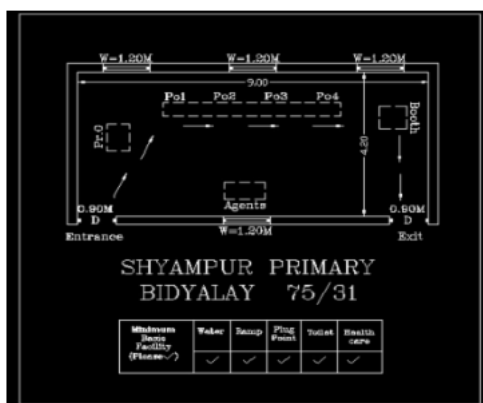 W=1.20M W=1.20M W=1.20M
9.00
Po1 Po2 Po3 Po4
Pr.O
Booth
4.20
Agents
0.90M 0.90M
D D
W=1.20M
Entrance Exit
SHYAMPUR PRIMARY
BIDYALAY 75/31
Minimum Basic Facility (Please✓)
Water Ramp Plug Point Toilet Health care
✓ ✓ ✓ ✓ ✓